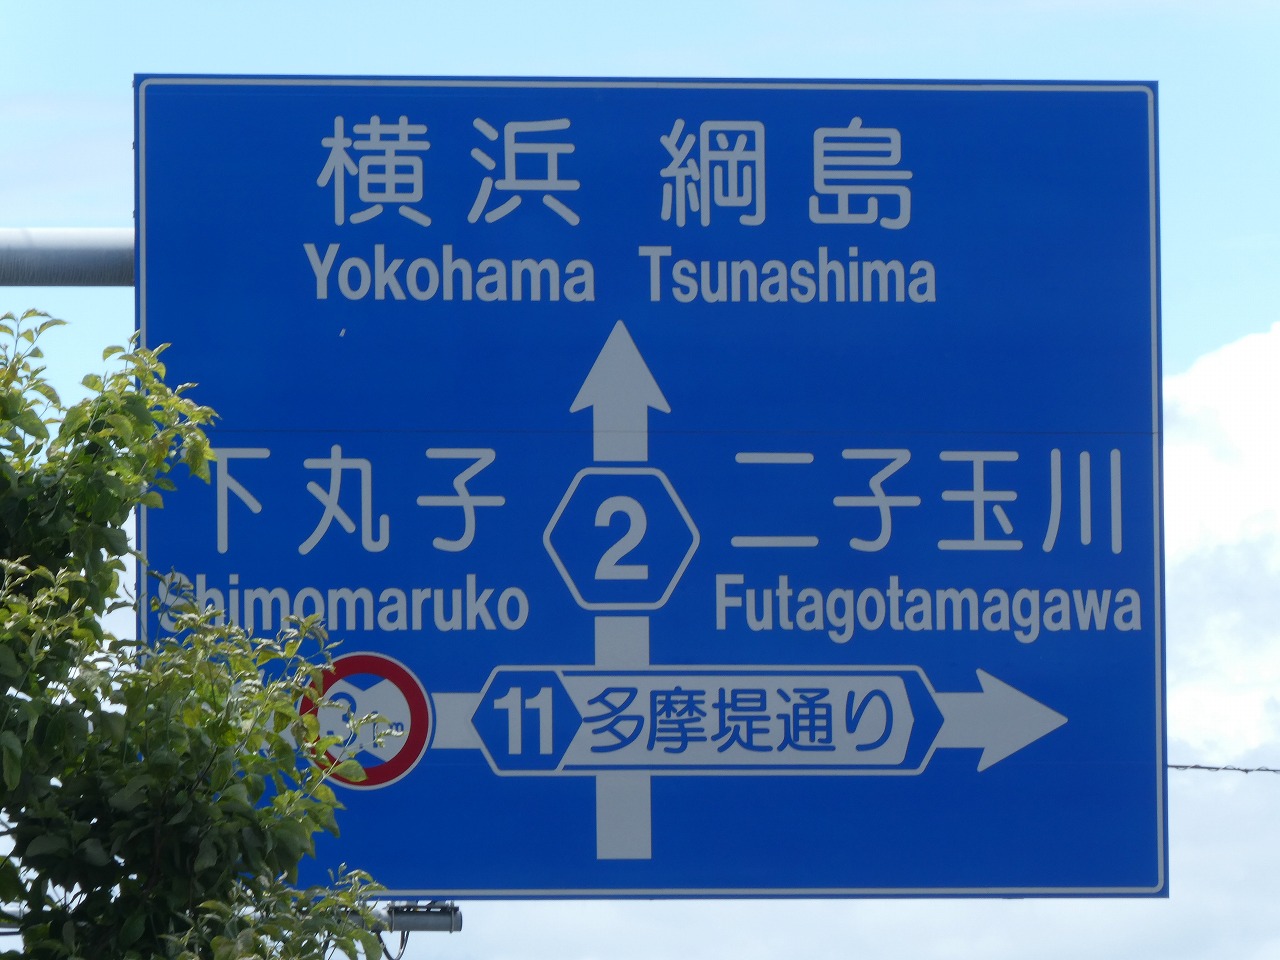 横浜 綱島
Yokohama Tsunashima
下丸子 2 二子玉川
Shimomaruko Futagotamagawa
11 多摩堤通り